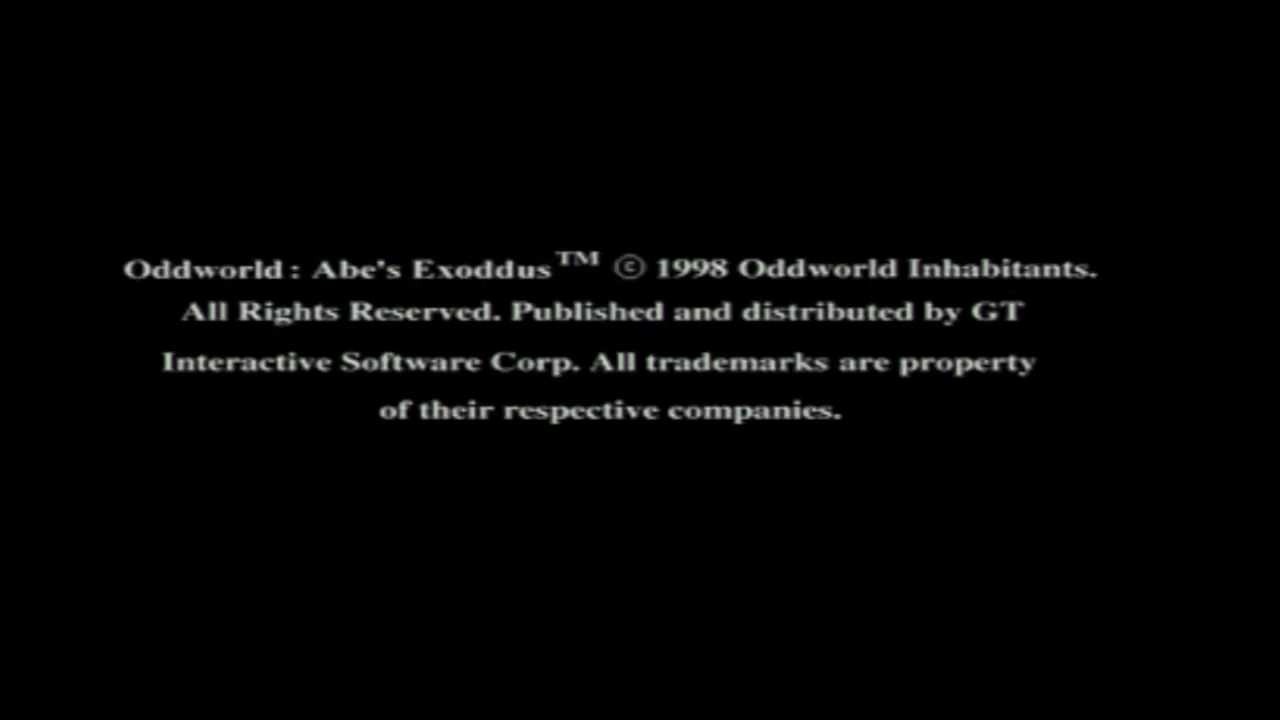 Oddworld : Abe's Exoddus™ © 1998 Oddworld Inhabitants.
All Rights Reserved. Published and distributed by GT
Interactive Software Corp. All trademarks are property
of their respective companies.